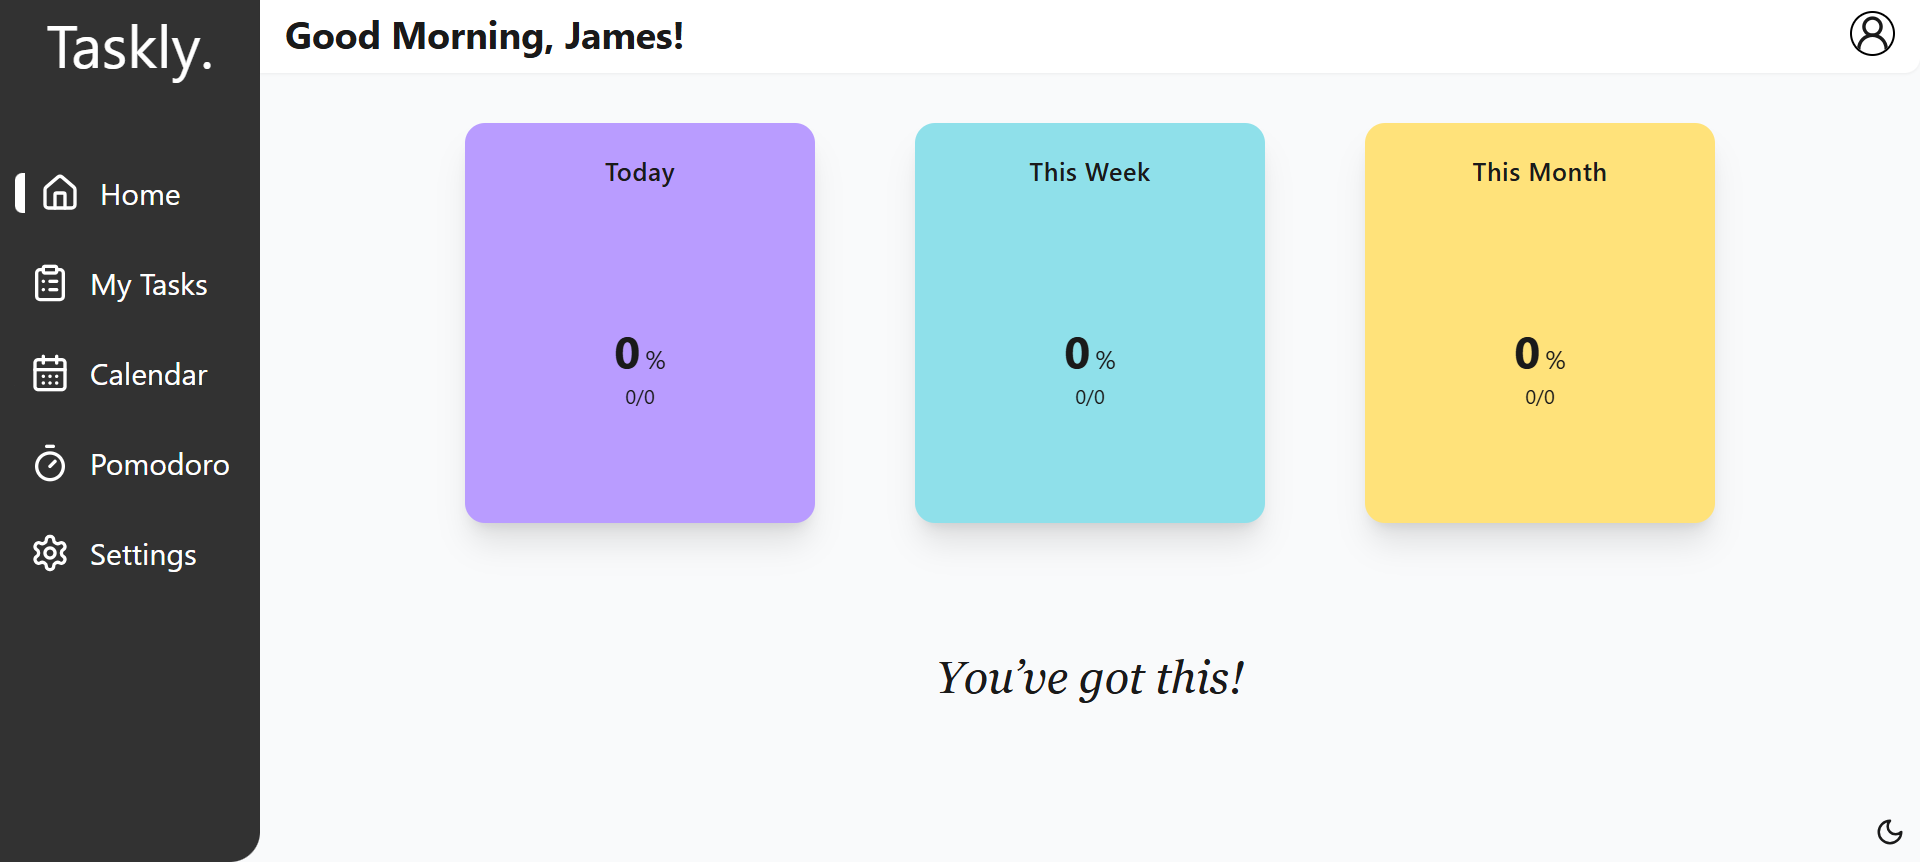 Taskly.
Good Morning, James!
Home
My Tasks
Calendar
Pomodoro
Settings
Today
0 %
0/0
This Week
0 %
0/0
This Month
0 %
0/0
You’ve got this!